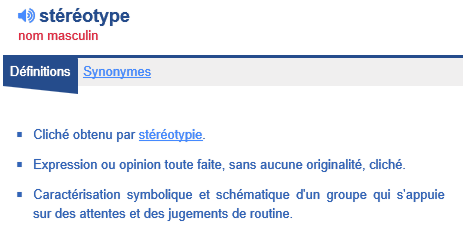 stéréotype
nom masculin
Définitions Synonymes
Cliché obtenu par stéréotypie.
Expression ou opinion toute faite, sans aucune originalité, cliché.
Caractérisation symbolique et schématique d'un groupe qui s'appuie
sur des attentes et des jugements de routine.